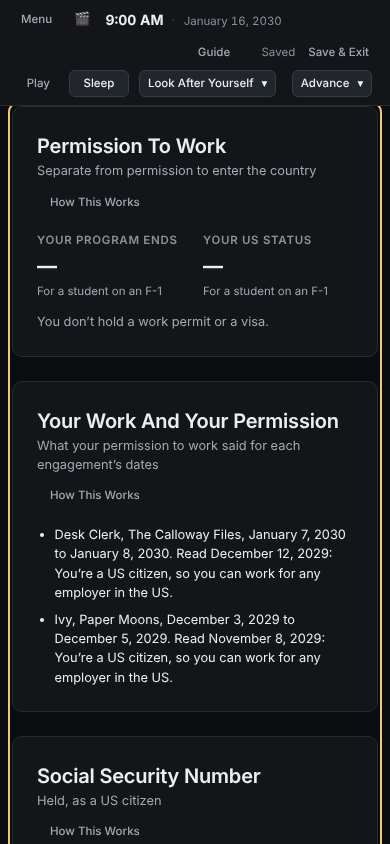 Menu 🎬 9:00 AM · January 16, 2030
Guide Saved Save & Exit
Play Sleep Look After Yourself ▾ Advance ▾
Permission To Work
Separate from permission to enter the country
How This Works
YOUR PROGRAM ENDS YOUR US STATUS
— —
For a student on an F-1 For a student on an F-1
You don’t hold a work permit or a visa.
Your Work And Your Permission
What your permission to work said for each
engagement’s dates
How This Works
• Desk Clerk, The Calloway Files, January 7, 2030
to January 8, 2030. Read December 12, 2029:
You’re a US citizen, so you can work for any
employer in the US.
• Ivy, Paper Moons, December 3, 2029 to
December 5, 2029. Read November 8, 2029:
You’re a US citizen, so you can work for any
employer in the US.
Social Security Number
Held, as a US citizen
How This Works